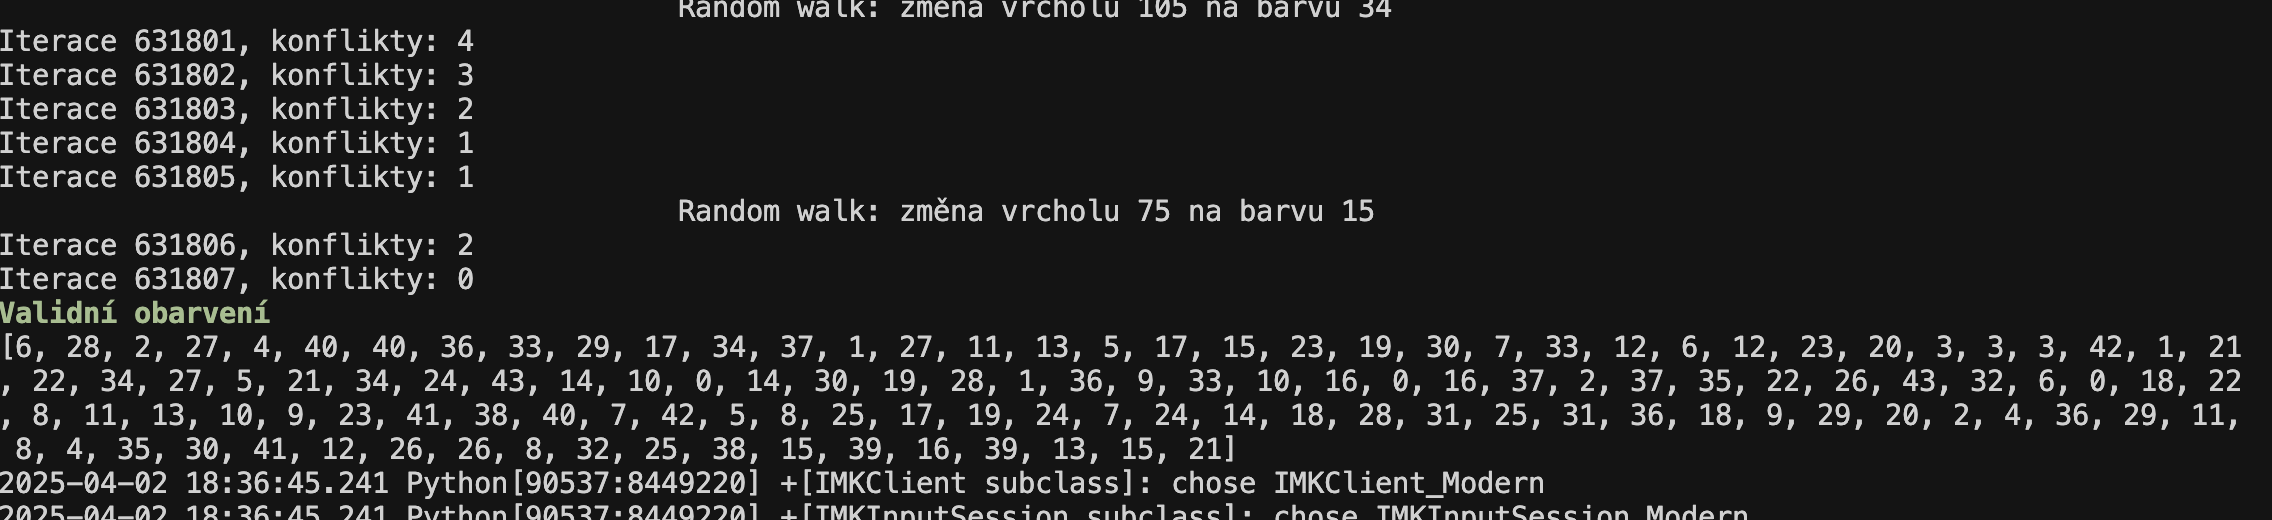 Random walk: změna vrcholu 105 na barvu 34
Iterace 631801, konflikty: 4
Iterace 631802, konflikty: 3
Iterace 631803, konflikty: 2
Iterace 631804, konflikty: 1
Iterace 631805, konflikty: 1
Random walk: změna vrcholu 75 na barvu 15
Iterace 631806, konflikty: 2
Iterace 631807, konflikty: 0
Validní obarvení
[6, 28, 2, 27, 4, 40, 40, 36, 33, 29, 17, 34, 37, 1, 27, 11, 13, 5, 17, 15, 23, 19, 30, 7, 33, 12, 6, 12, 23, 20, 3, 3, 3, 42, 1, 21
, 22, 34, 27, 5, 21, 34, 24, 43, 14, 10, 0, 14, 30, 19, 28, 1, 36, 9, 33, 10, 16, 0, 16, 37, 2, 37, 35, 22, 26, 43, 32, 6, 0, 18, 22
, 8, 11, 13, 10, 9, 23, 41, 38, 40, 7, 42, 5, 8, 25, 17, 19, 24, 7, 24, 14, 18, 28, 31, 25, 31, 36, 18, 9, 29, 20, 2, 4, 36, 29, 11,
8, 4, 35, 30, 41, 12, 26, 26, 8, 32, 25, 38, 15, 39, 16, 39, 13, 15, 21]
2025-04-02 18:36:45.241 Python[90537:8449220] +[IMKClient subclass]: chose IMKClient_Modern
2025-04-02 18:36:45.241 Python[90537:8449220] +[IMKInputSession subclass]: chose IMKInputSession_Modern